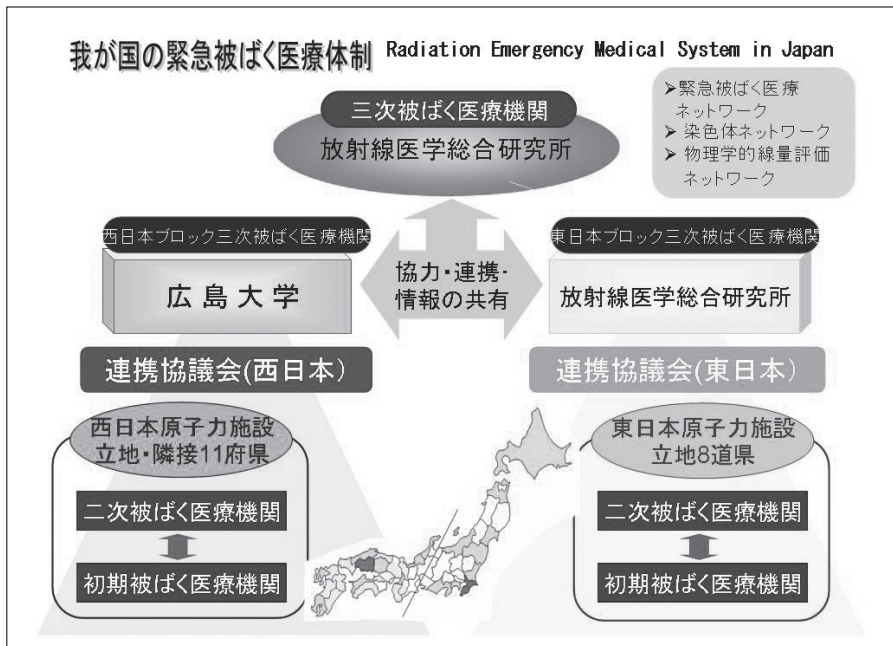 我が国の緊急被ばく医療体制 Radiation Emergency Medical System in Japan
三次被ばく医療機関
放射線医学総合研究所
➢緊急被ばく医療
ネットワーク
➢ 染色体ネットワーク
➢ 物理学的線量評価
ネットワーク
西日本ブロック三次被ばく医療機関
広島大学
協力・連携・
情報の共有
東日本ブロック三次被ばく医療機関
放射線医学総合研究所
連携協議会(西日本)
連携協議会(東日本)
西日本原子力施設
立地・隣接11府県
二次被ばく医療機関
初期被ばく医療機関
東日本原子力施設
立地8道県
二次被ばく医療機関
初期被ばく医療機関